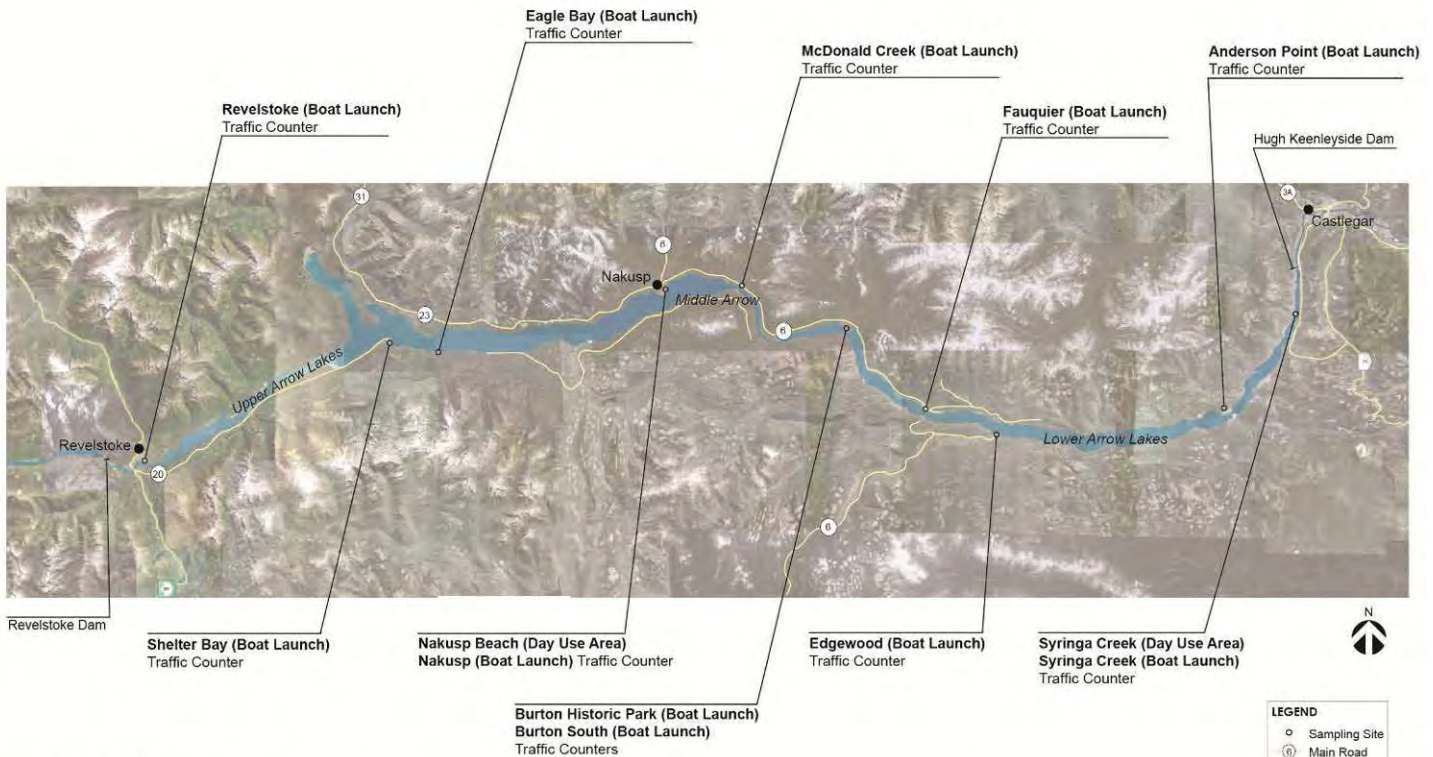 Eagle Bay (Boat Launch)
Traffic Counter
McDonald Creek (Boat Launch)
Traffic Counter
Anderson Point (Boat Launch)
Traffic Counter
Revelstoke (Boat Launch)
Traffic Counter
Fauquier (Boat Launch)
Traffic Counter
Hugh Keenleyside Dam
31
3A
Castlegar
6
Nakusp
Middle Arrow
23
6
Upper Arrow Lakes
Revelstoke
20
Lower Arrow Lakes
6
Revelstoke Dam
Shelter Bay (Boat Launch)
Traffic Counter
Nakusp Beach (Day Use Area)
Nakusp (Boat Launch) Traffic Counter
Edgewood (Boat Launch)
Traffic Counter
Syringa Creek (Day Use Area)
Syringa Creek (Boat Launch)
Traffic Counter
N
Burton Historic Park (Boat Launch)
Burton South (Boat Launch)
Traffic Counters
LEGEND
Sampling Site
6 Main Road